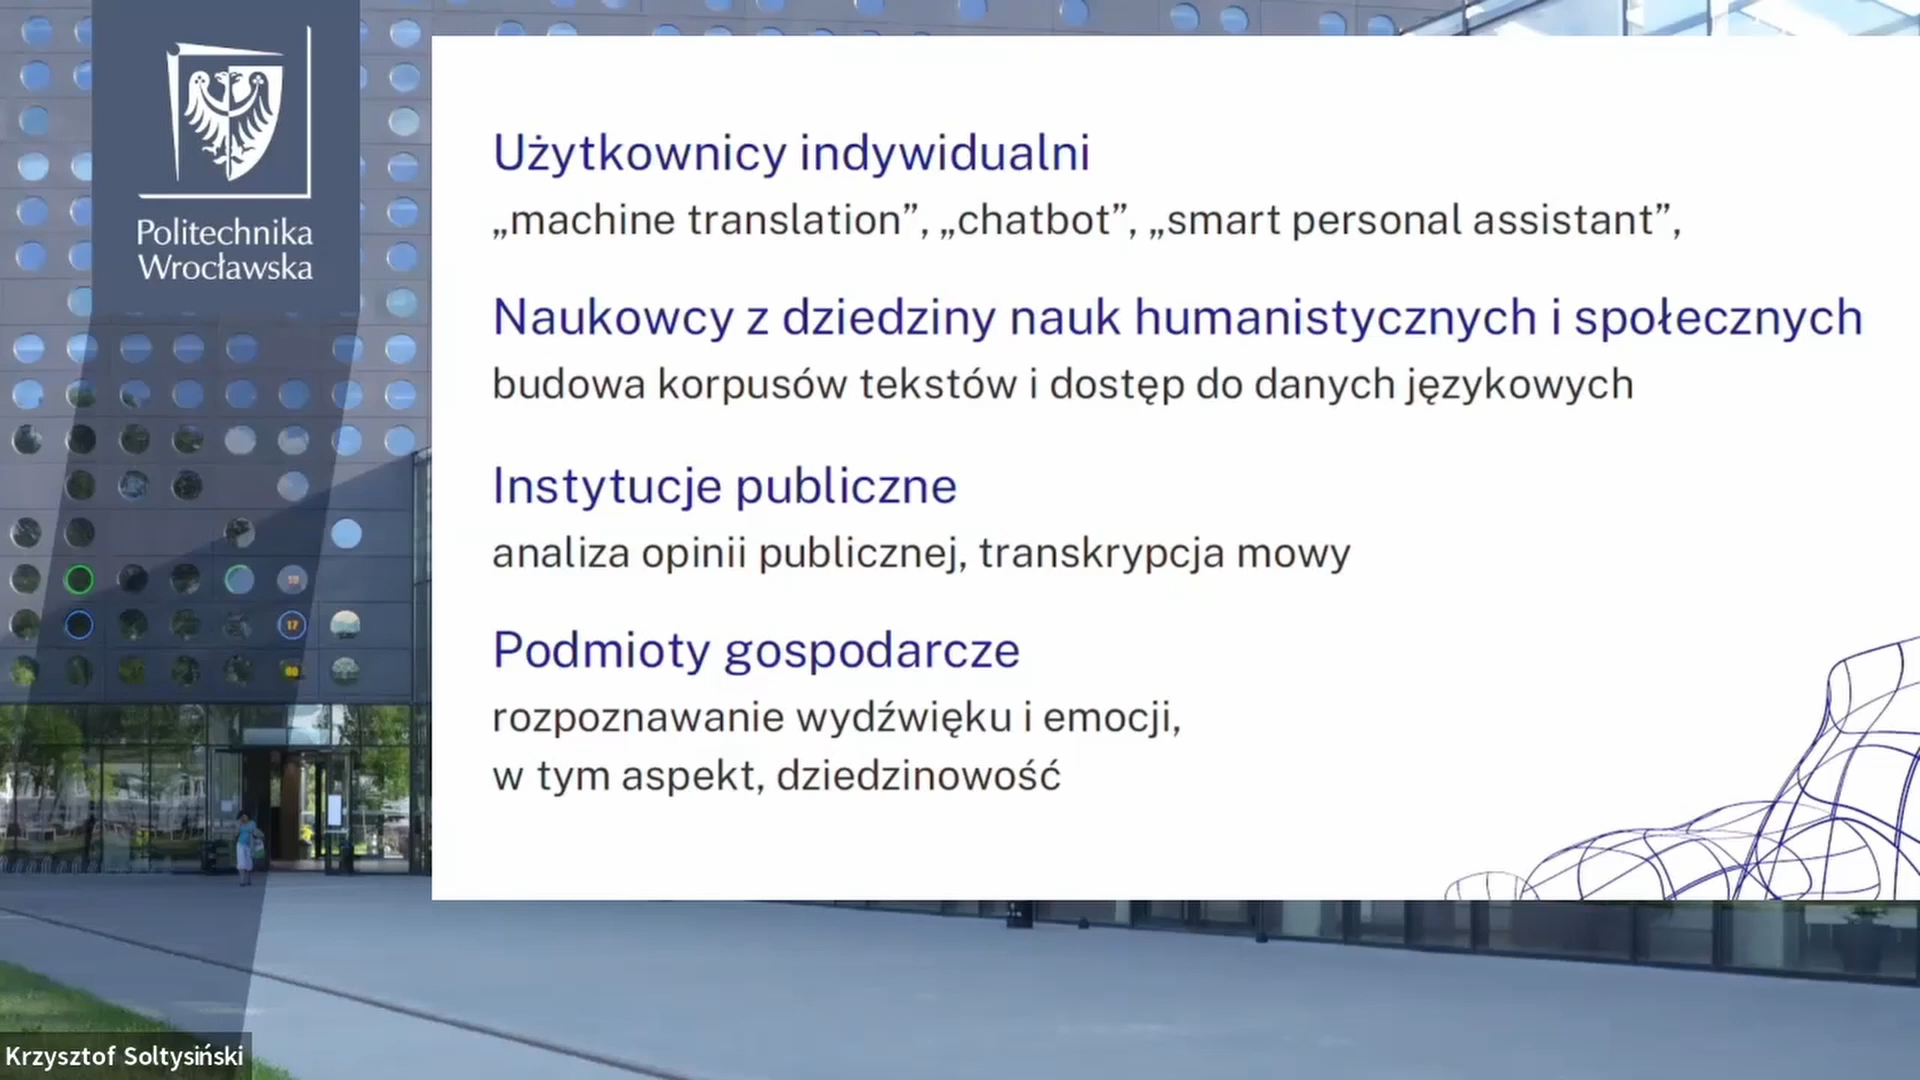 Politechnika
Wrocławska
Użytkownicy indywidualni
„machine translation”, „chatbot”, „smart personal assistant”,
Naukowcy z dziedziny nauk humanistycznych i społecznych
budowa korpusów tekstów i dostęp do danych językowych
Instytucje publiczne
analiza opinii publicznej, transkrypcja mowy
Podmioty gospodarcze
rozpoznawanie wydźwięku i emocji,
w tym aspekt, dziedzinowość
17
Krzysztof Soltysiński